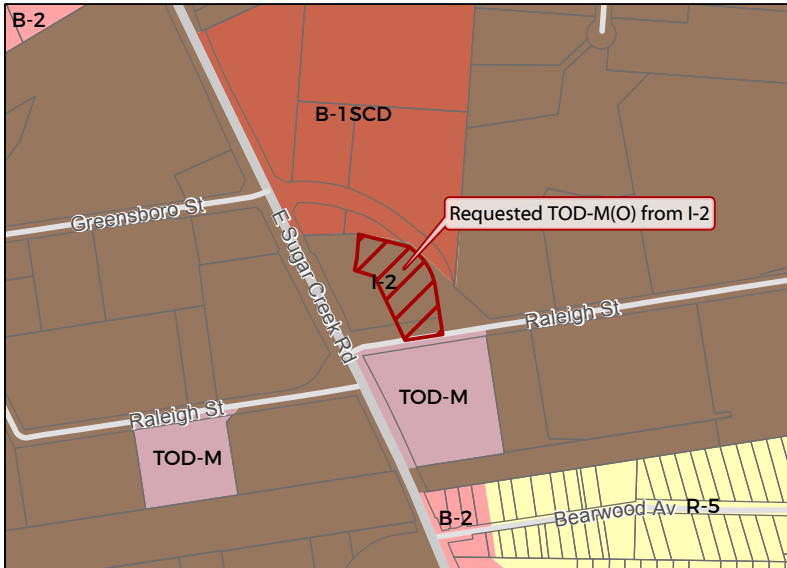 B-2
B-1SCD
Greensboro St
Requested TOD-M(O) from I-2
I-2
E Sugar Creek Rd
Raleigh St
TOD-M
Raleigh St
TOD-M
B-2
Bearwood Av
R-5